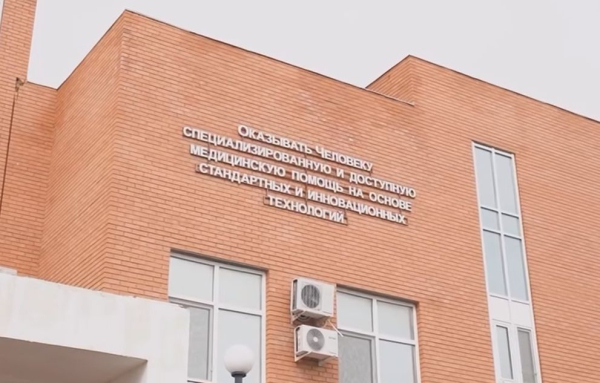 Оказывать Человеку
специализированную и доступную
медицинскую помощь на основе
стандартных и инновационных
технологий.